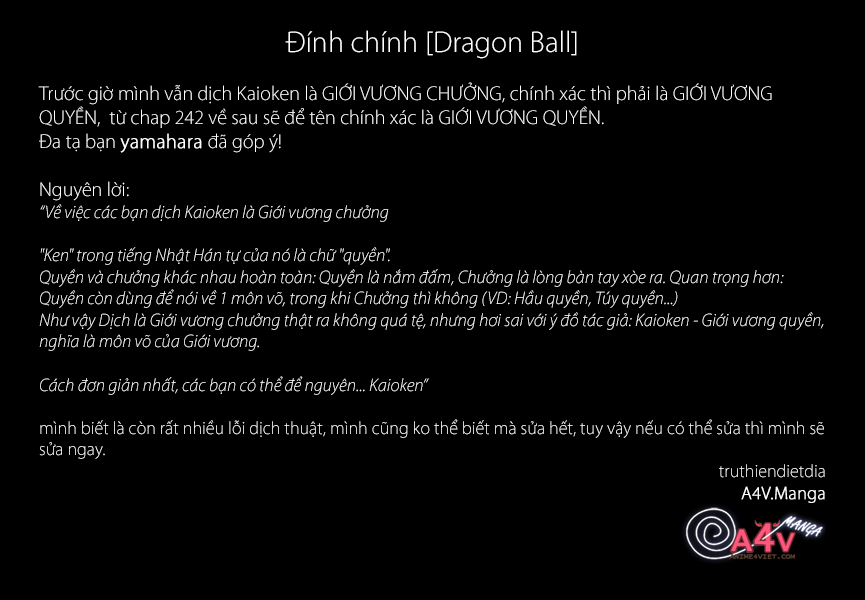 Đính chính [Dragon Ball]
Trước giờ mình vẫn dịch Kaioken là GIỚI VƯƠNG CHƯỞNG, chính xác thì phải là GIỚI VƯƠNG
QUYỀN, từ chap 242 về sau sẽ để tên chính xác là GIỚI VƯƠNG QUYỀN.
Đa tạ bạn yamahara đã góp ý!
Nguyên lời:
“Về việc các bạn dịch Kaioken là Giới vương chưởng
"Ken" trong tiếng Nhật Hán tự của nó là chữ "quyền".
Quyền và chưởng khác nhau hoàn toàn: Quyền là nắm đấm, Chưởng là lòng bàn tay xòe ra. Quan trọng hơn:
Quyền còn dùng để nói về 1 môn võ, trong khi Chưởng thì không (VD: Hầu quyền, Túy quyền...)
Như vậy Dịch là Giới vương chưởng thật ra không quá tệ, nhưng hơi sai với ý đồ tác giả: Kaioken - Giới vương quyền,
nghĩa là môn võ của Giới vương.
Cách đơn giản nhất, các bạn có thể để nguyên... Kaioken”
mình biết là còn rất nhiều lỗi dịch thuật, mình cũng ko thể biết mà sửa hết, tuy vậy nếu có thể sửa thì mình sẽ
sửa ngay.
truthiendietdia
A4V.Manga
MANGA
A4V
ANIME4VIET.COM